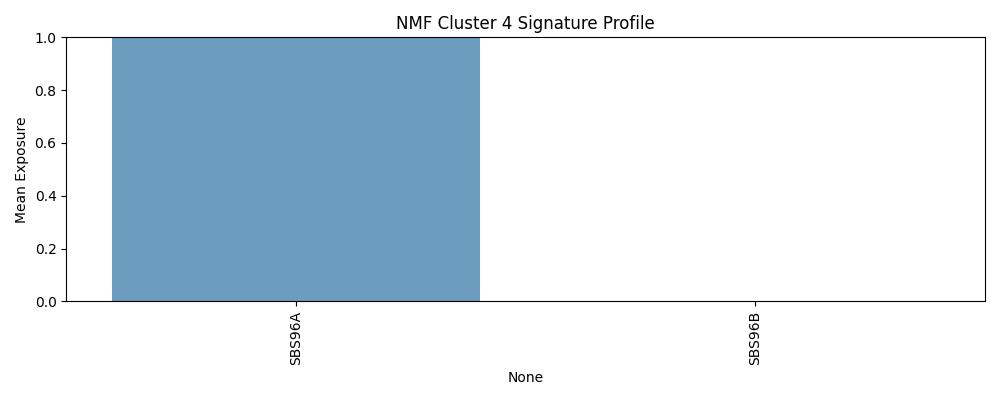 NMF Cluster 4 Signature Profile
Mean Exposure
1.0
0.8
0.6
0.4
0.2
0.0
SBS96A
SBS96B
None